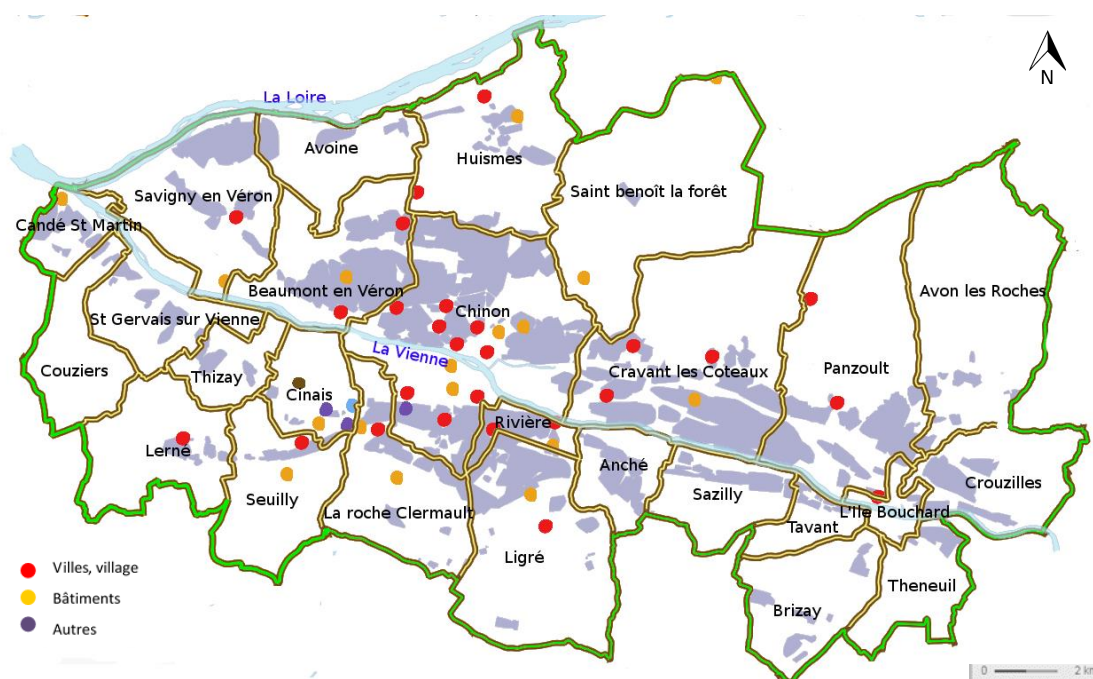 La Loire
N
Avoine
Huismes
Saint benoît la forêt
Savigny en Véron
Candé St Martin
Beaumont en Véron
Avon les Roches
St Gervais sur Vienne
Chinon
La Vienne
Couziers
Thizay
Cravant les Coteaux
Panzoult
Cinais
Rivière
Lerné
Anché
Seuilly
Sazilly
Crouzilles
La roche Clermault
L'Ile Bouchard
Tavant
Ligré
Theneuil
Brizay
Villes, village
Bâtiments
Autres
0 2 km